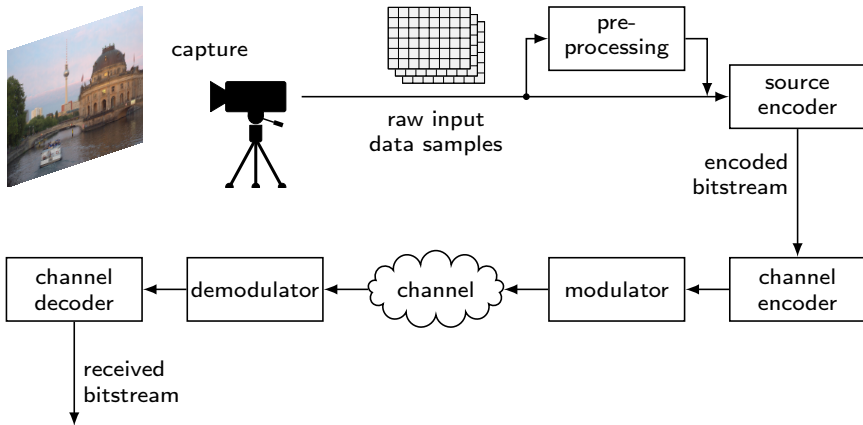 capture
raw input
data samples
pre-
processing
source
encoder
encoded
bitstream
channel
encoder
modulator
channel
demodulator
channel
decoder
received
bitstream